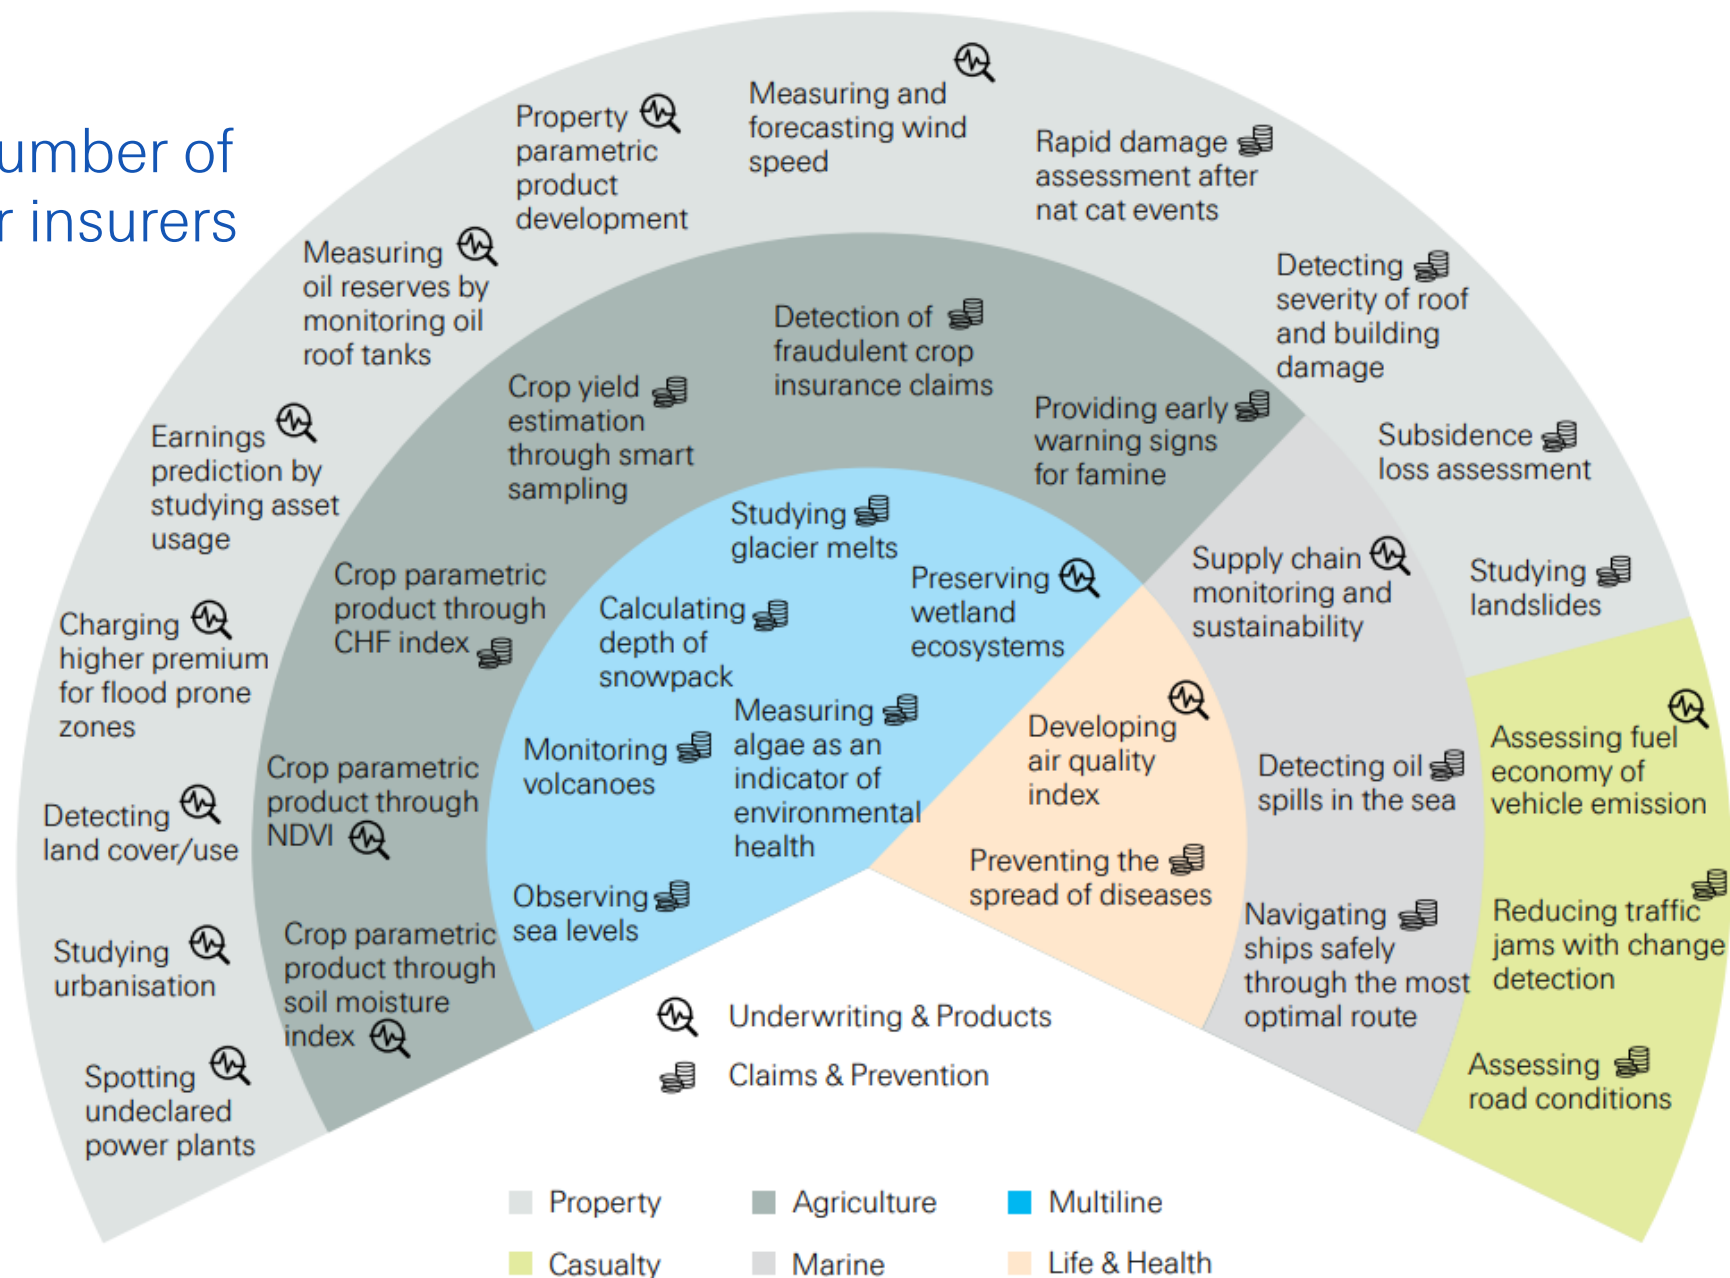 umber of
r insurers
Measuring and
forecasting wind
speed
Property
parametric
product
development
Rapid damage
assessment after
nat cat events
Measuring
oil reserves by
monitoring oil
roof tanks
Detecting
severity of roof
and building
damage
Earnings
prediction by
studying asset
usage
Subsidence
loss assessment
Charging
higher premium
for flood prone
zones
Studying
landslides
Detecting
land cover/use
Studying
urbanisation
Spotting
undeclared
power plants
Detection of
fraudulent crop
insurance claims
Crop yield
estimation
through smart
sampling
Providing early
warning signs
for famine
Crop parametric
product through
CHF index
Crop parametric
product through
NDVI
Crop parametric
product through
soil moisture
index
Studying
glacier melts
Preserving
wetland
ecosystems
Calculating
depth of
snowpack
Measuring
algae as an
indicator of
environmental
health
Monitoring
volcanoes
Observing
sea levels
Developing
air quality
index
Preventing the
spread of diseases
Supply chain
monitoring and
sustainability
Detecting oil
spills in the sea
Navigating
ships safely
through the most
optimal route
Assessing fuel
economy of
vehicle emission
Reducing traffic
jams with change
detection
Assessing
road conditions
Underwriting & Products
Claims & Prevention
Property
Agriculture
Multiline
Casualty
Marine
Life & Health